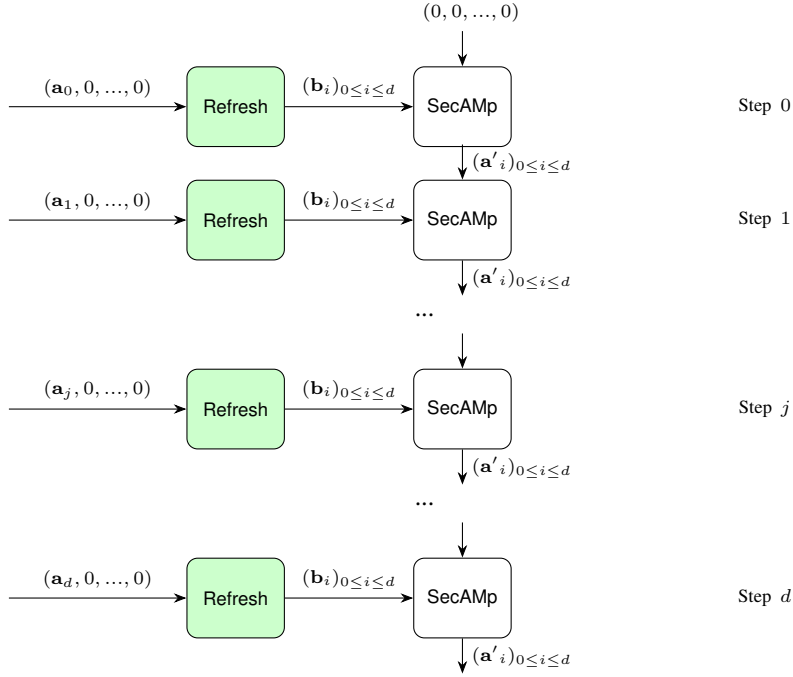 (0, 0, ..., 0)
(𝐚₀, 0, ..., 0) Refresh (𝐛ᵢ)₀≤ᵢ≤d SecAMp Step 0
(𝐚′ᵢ)₀≤ᵢ≤d
(𝐚₁, 0, ..., 0) Refresh (𝐛ᵢ)₀≤ᵢ≤d SecAMp Step 1
(𝐚′ᵢ)₀≤ᵢ≤d
...
(𝐚ⱼ, 0, ..., 0) Refresh (𝐛ᵢ)₀≤ᵢ≤d SecAMp Step j
(𝐚′ᵢ)₀≤ᵢ≤d
...
(𝐚d, 0, ..., 0) Refresh (𝐛ᵢ)₀≤ᵢ≤d SecAMp Step d
(𝐚′ᵢ)₀≤ᵢ≤d